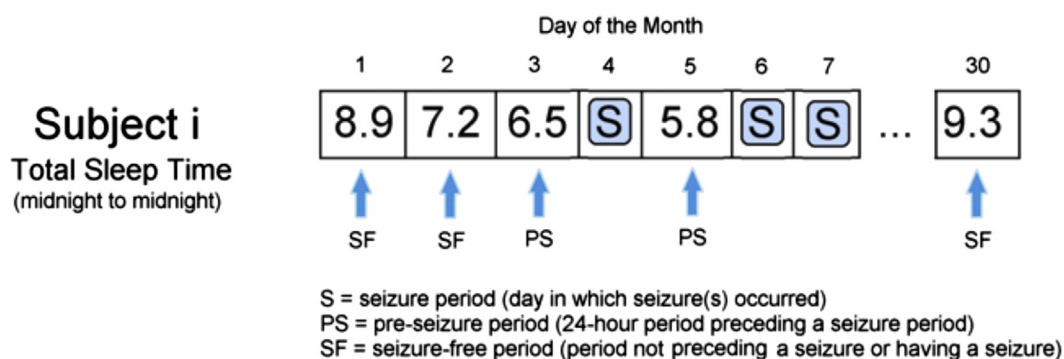 Day of the Month
1 2 3 4 5 6 7 30
Subject i
8.9 7.2 6.5 S 5.8 S S ... 9.3
Total Sleep Time
(midnight to midnight)
SF SF PS PS SF
S = seizure period (day in which seizure(s) occurred)
PS = pre-seizure period (24-hour period preceding a seizure period)
SF = seizure-free period (period not preceding a seizure or having a seizure)